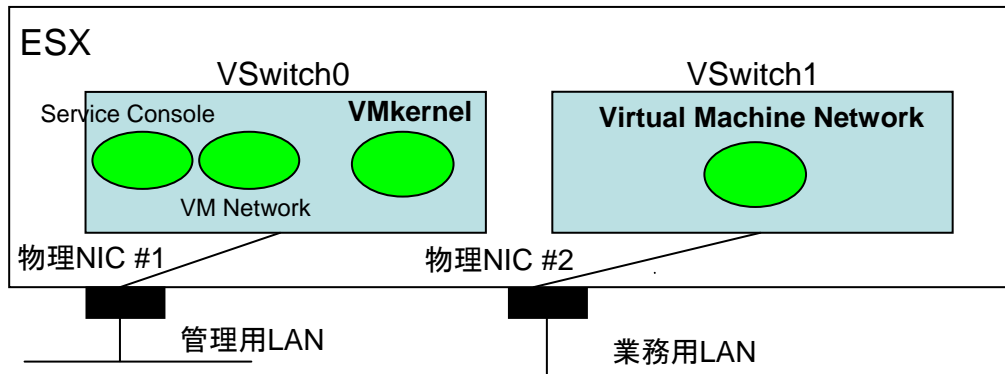 ESX
VSwitch0
VSwitch1
Service Console
VMkernel
Virtual Machine Network
VM Network
物理NIC #1
物理NIC #2
管理用LAN
業務用LAN